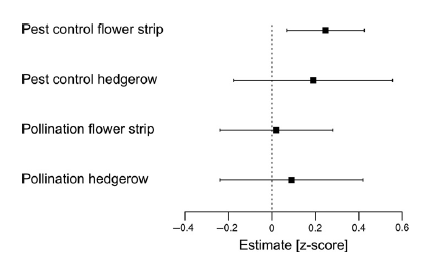 Pest control flower strip
Pest control hedgerow
Pollination flower strip
Pollination hedgerow
−0.4 −0.2 0 0.2 0.4 0.6
Estimate [z-score]